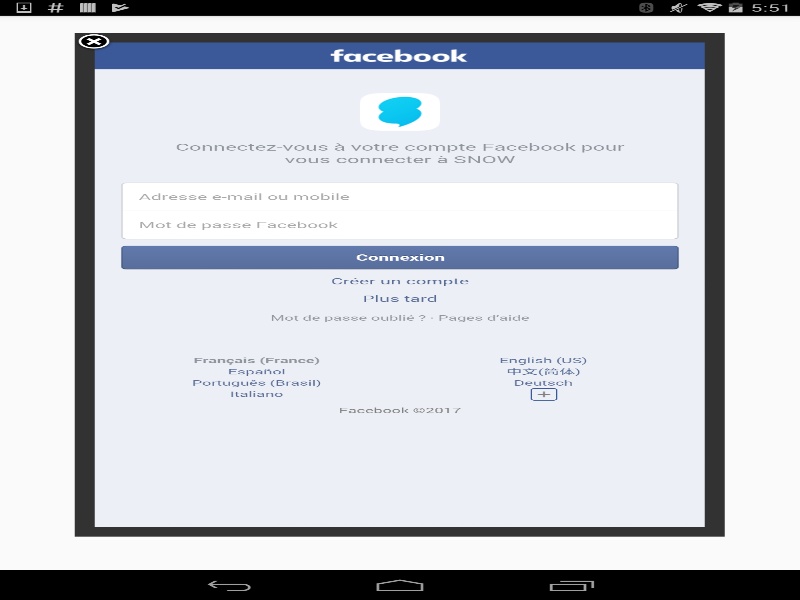 # 5:51
facebook
Connectez-vous à votre compte Facebook pour
vous connecter à SNOW
Adresse e-mail ou mobile
Mot de passe Facebook
Connexion
Créer un compte
Plus tard
Mot de passe oublié ? · Pages d'aide
Français (France) English (US)
Español 中文(简体)
Português (Brasil) Deutsch
Italiano +
Facebook ©2017